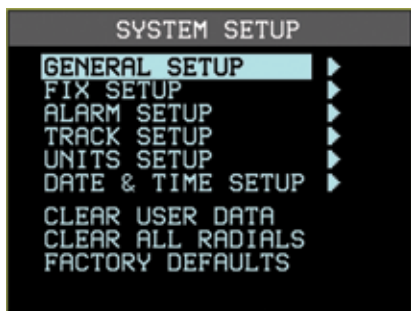 SYSTEM SETUP
GENERAL SETUP
FIX SETUP
ALARM SETUP
TRACK SETUP
UNITS SETUP
DATE & TIME SETUP
CLEAR USER DATA
CLEAR ALL RADIALS
FACTORY DEFAULTS